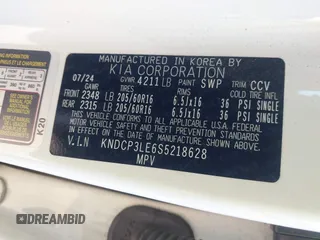 MANUFACTURED IN KOREA BY
KIA CORPORATION
07/24 GVWR 4211 LB PAINT SWP TRIM CCV
TIRES RIMS COLD TIRE INFL
FRONT 2348 LB 205/60R16 6.5JX16 36 PSI SINGLE
REAR 2315 LB 205/60R16 6.5JX16 36 PSI SINGLE
THIS VEHICLE CONFORMS TO ALL APPLICABLE
U.S.A. FEDERAL MOTOR VEHICLE SAFETY
AND THEFT PREVENTION STANDARDS IN EFFECT
ON THE DATE OF MANUFACTURE SHOWN ABOVE.
V.I.N KNDCP3LE6S5218628
MPV
K-20
DREAMBID